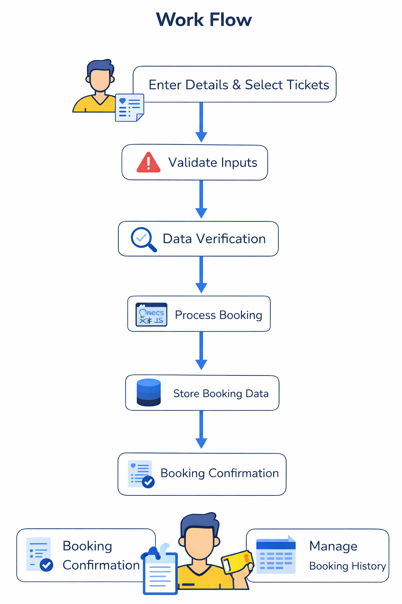 Work Flow
Enter Details & Select Tickets
Validate Inputs
Data Verification
Process Booking
Store Booking Data
Booking Confirmation
Booking
Confirmation
Manage
Booking History